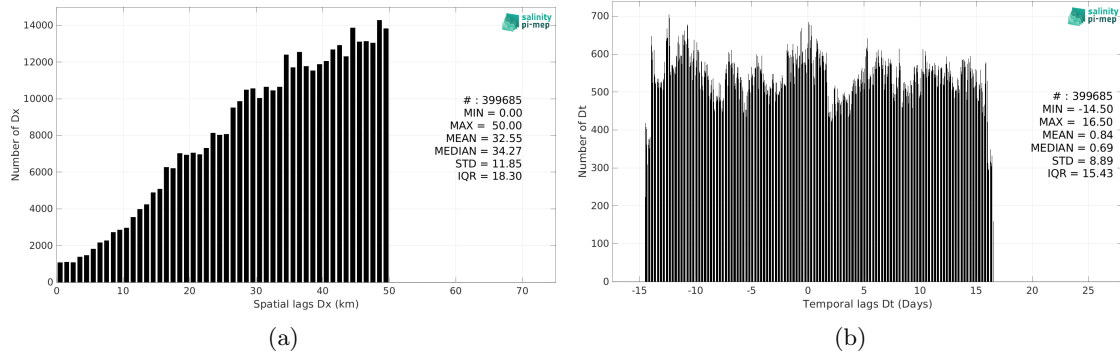 14000
12000
10000
8000
6000
4000
2000
0
Number of Dx
salinity
pi-mep
# : 399685
MIN = 0.00
MAX = 50.00
MEAN = 32.55
MEDIAN = 34.27
STD = 11.85
IQR = 18.30
0 10 20 30 40 50 60 70
Spatial lags Dx (km)
(a)
700
600
500
400
300
200
100
0
Number of Dt
salinity
pi-mep
# : 399685
MIN = -14.50
MAX = 16.50
MEAN = 0.84
MEDIAN = 0.69
STD = 8.89
IQR = 15.43
-15 -10 -5 0 5 10 15 20 25
Temporal lags Dt (Days)
(b)